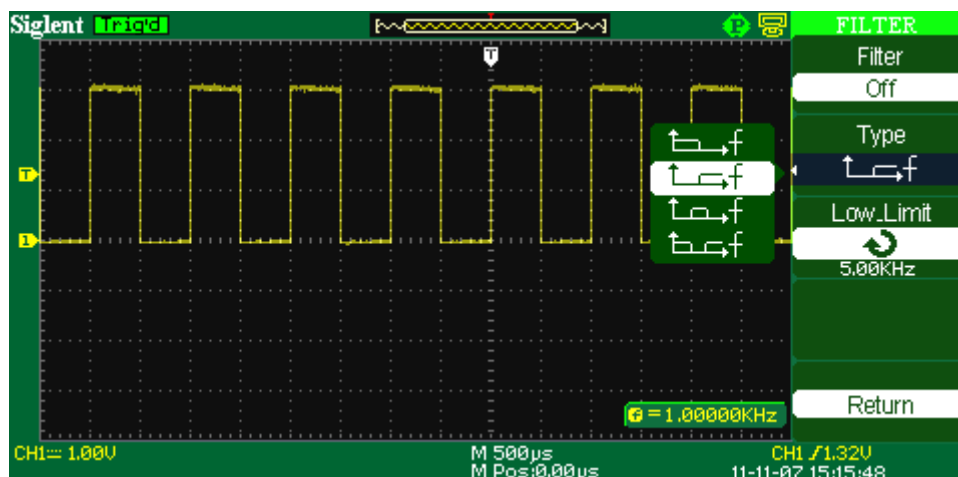 Siglent Trig'd
T
T
1
f
f
f
f
f=1.00000KHz
CH1 1.00V
M 500µs
M Pos:0.00µs
CH1 /1.32V
11-11-07 15:15:48
P
FILTER
Filter
Off
Type
f
Low_Limit
5.00KHz
Return